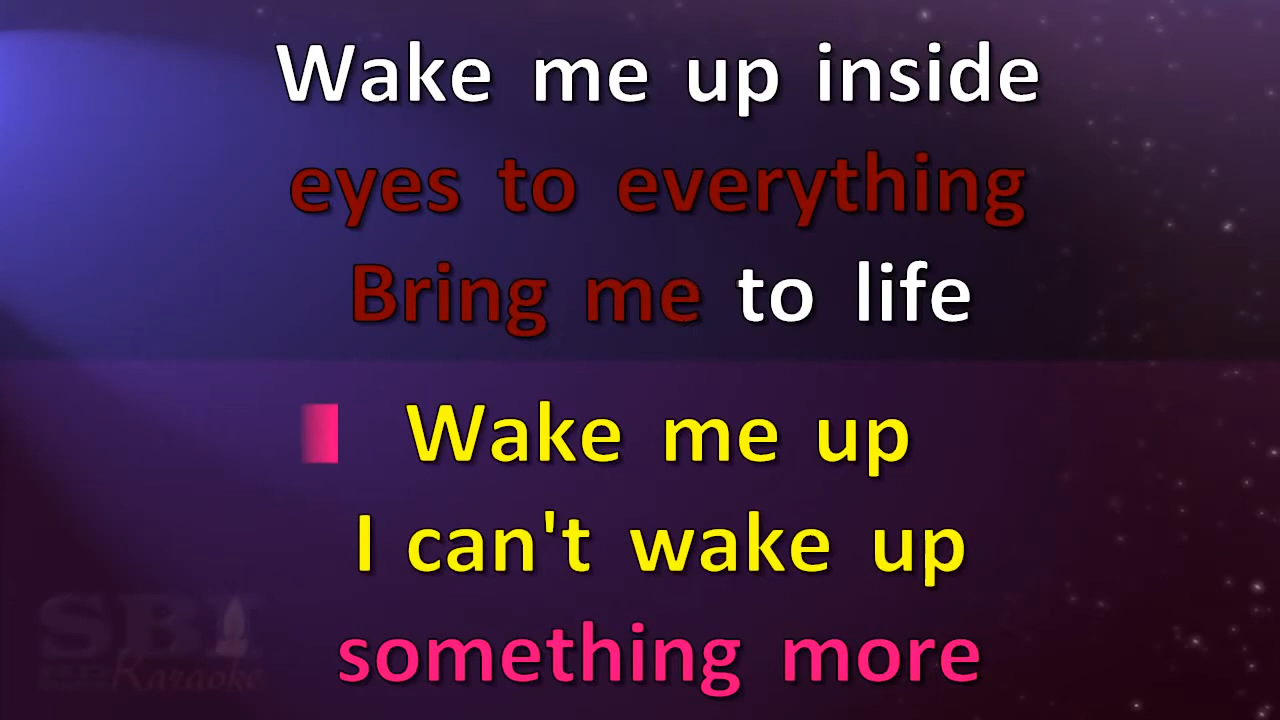 Wake me up inside
eyes to everything
Bring me to life
Wake me up
I can't wake up
something more
SBI
Karaoke